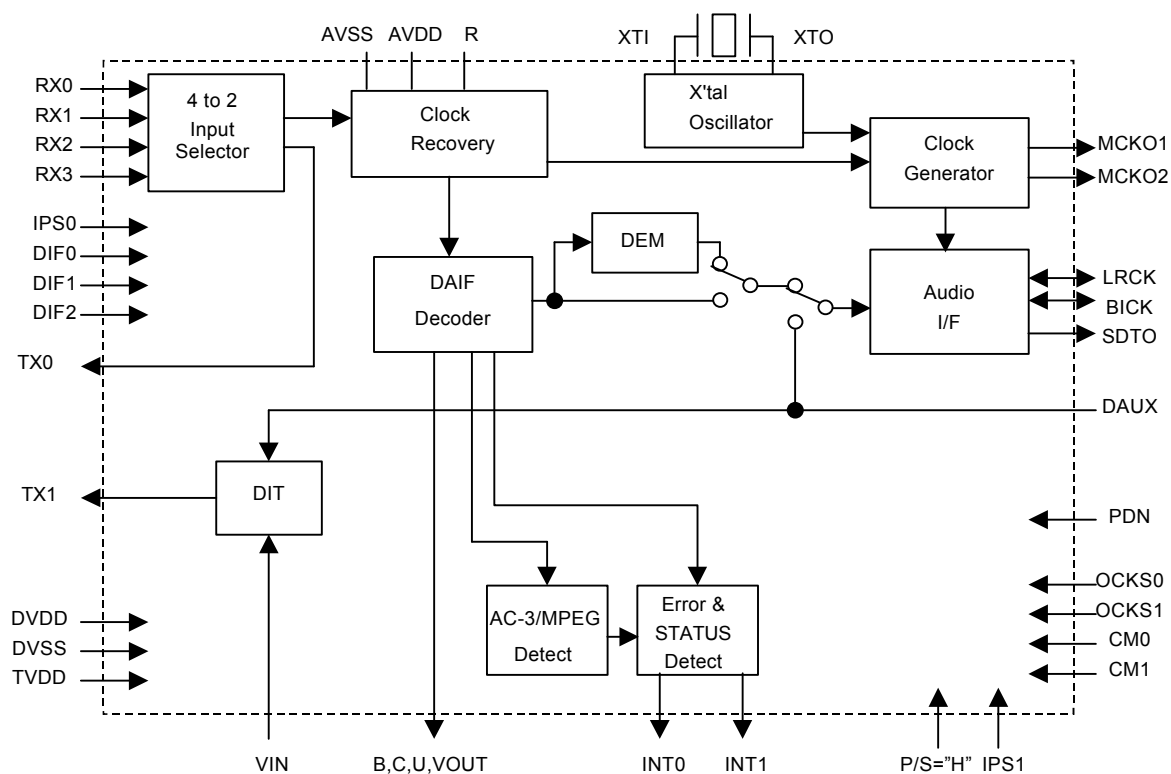 AVSS AVDD R XTI XTO
RX0
RX1
RX2
RX3
4 to 2
Input
Selector
Clock
Recovery
X'tal
Oscillator
Clock
Generator
MCKO1
MCKO2
IPS0
DIF0
DIF1
DIF2
DEM
DAIF
Decoder
Audio
I/F
LRCK
BICK
SDTO
TX0
DAUX
TX1
DIT
PDN
AC-3/MPEG
Detect
Error &
STATUS
Detect
OCKS0
OCKS1
CM0
CM1
DVDD
DVSS
TVDD
VIN B,C,U,VOUT INT0 INT1 P/S="H" IPS1